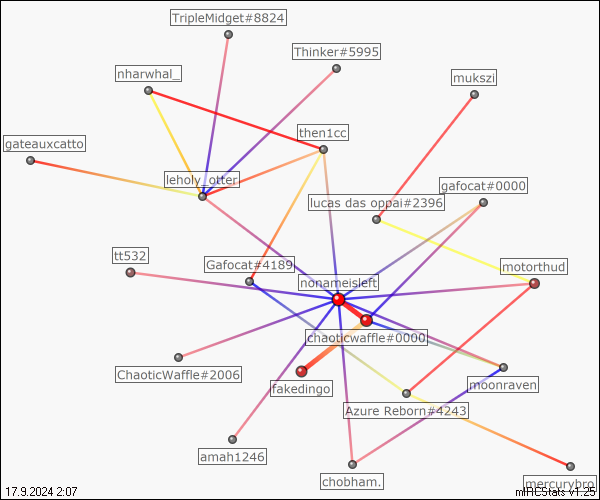 TripleMidget#8824
Thinker#5995
nharwhal_
mukszi
then1cc
gateauxcatto
leholy_otter
gafocat#0000
lucas das oppai#2396
tt532
Gafocat#4189
motorthud
nonameisleft
chaoticwaffle#0000
ChaoticWaffle#2006
moonraven
fakedingo
Azure Reborn#4243
amah1246
chobham.
mercurybro
17.9.2024 2:07
mIRCStats v1.25